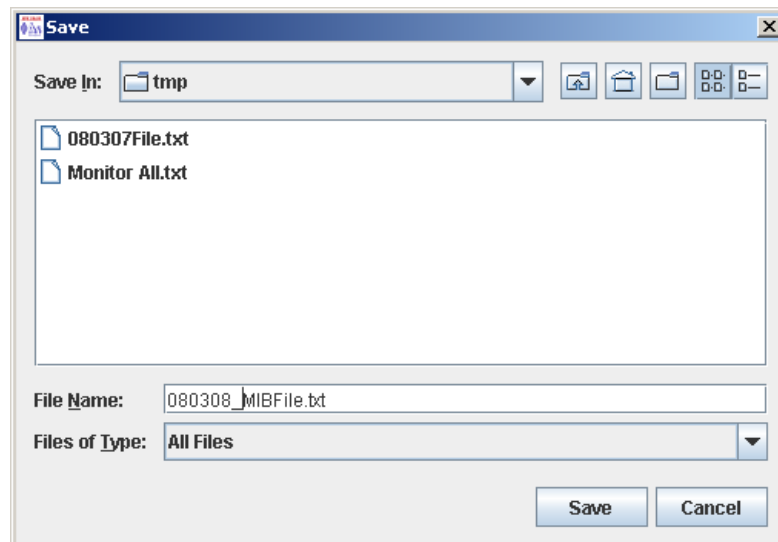 Save
Save In: tmp
080307File.txt
Monitor All.txt
File Name: 080308_MIBFile.txt
Files of Type: All Files
Save Cancel